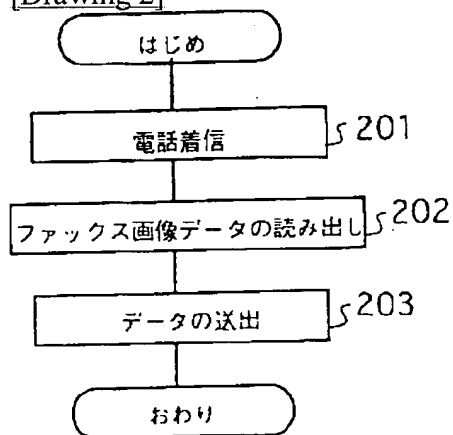 [Drawing 2]
はじめ
電話着信 201
ファックス画像データの読み出し 202
データの送出 203
おわり